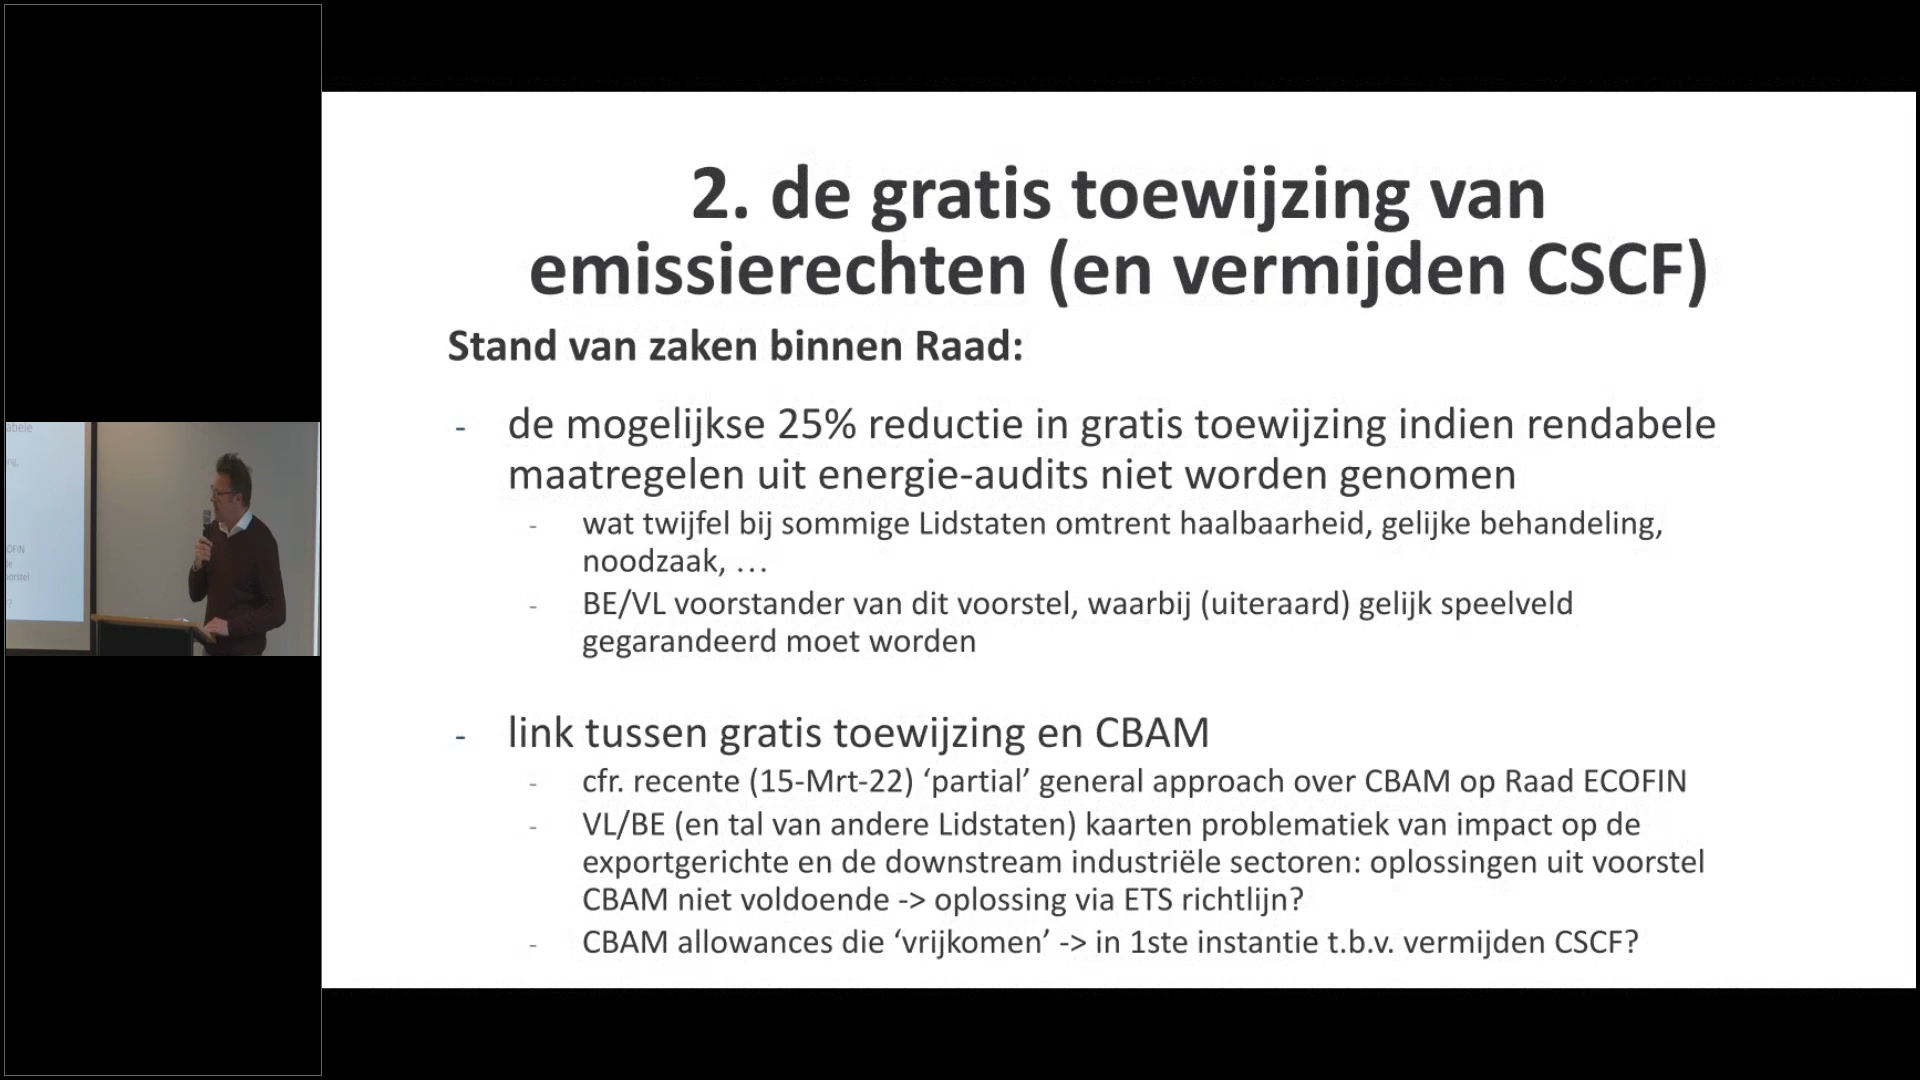 2. de gratis toewijzing van
emissierechten (en vermijden CSCF)
Stand van zaken binnen Raad:
- de mogelijkse 25% reductie in gratis toewijzing indien rendabele
maatregelen uit energie-audits niet worden genomen
- wat twijfel bij sommige Lidstaten omtrent haalbaarheid, gelijke behandeling,
noodzaak, …
- BE/VL voorstander van dit voorstel, waarbij (uiteraard) gelijk speelveld
gegarandeerd moet worden
- link tussen gratis toewijzing en CBAM
- cfr. recente (15-Mrt-22) ‘partial’ general approach over CBAM op Raad ECOFIN
- VL/BE (en tal van andere Lidstaten) kaarten problematiek van impact op de
exportgerichte en de downstream industriële sectoren: oplossingen uit voorstel
CBAM niet voldoende -> oplossing via ETS richtlijn?
- CBAM allowances die ‘vrijkomen’ -> in 1ste instantie t.b.v. vermijden CSCF?